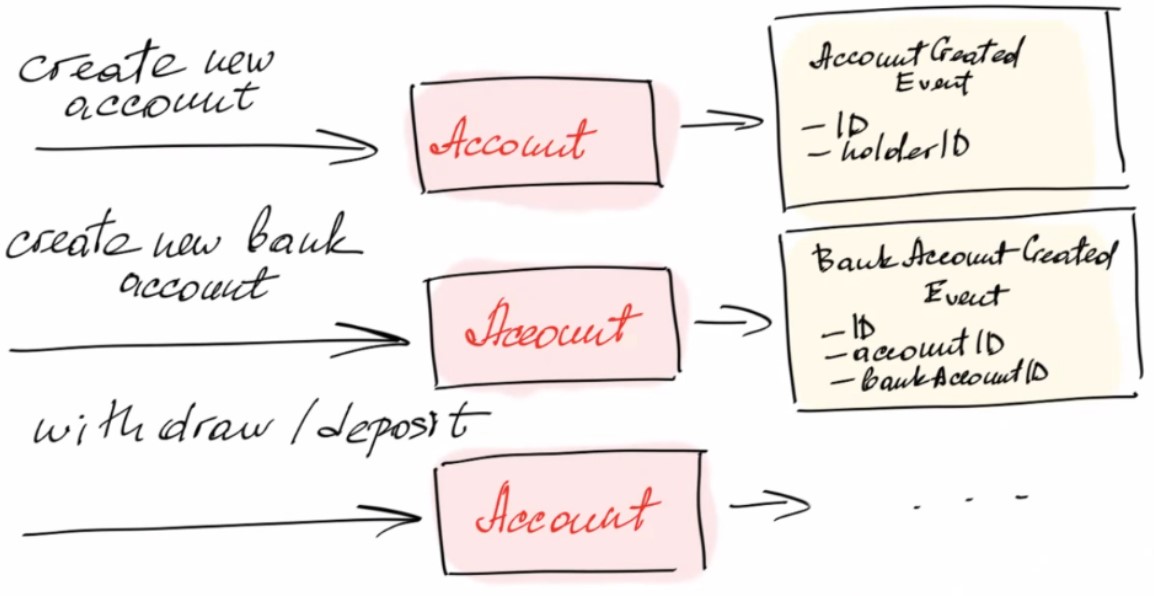 create new
account
Account
AccountCreated
Event
- ID
- holderID
create new bank
account
Account
BankAccountCreated
Event
- ID
- accountID
- bankAccountID
withdraw / deposit
Account
. . .